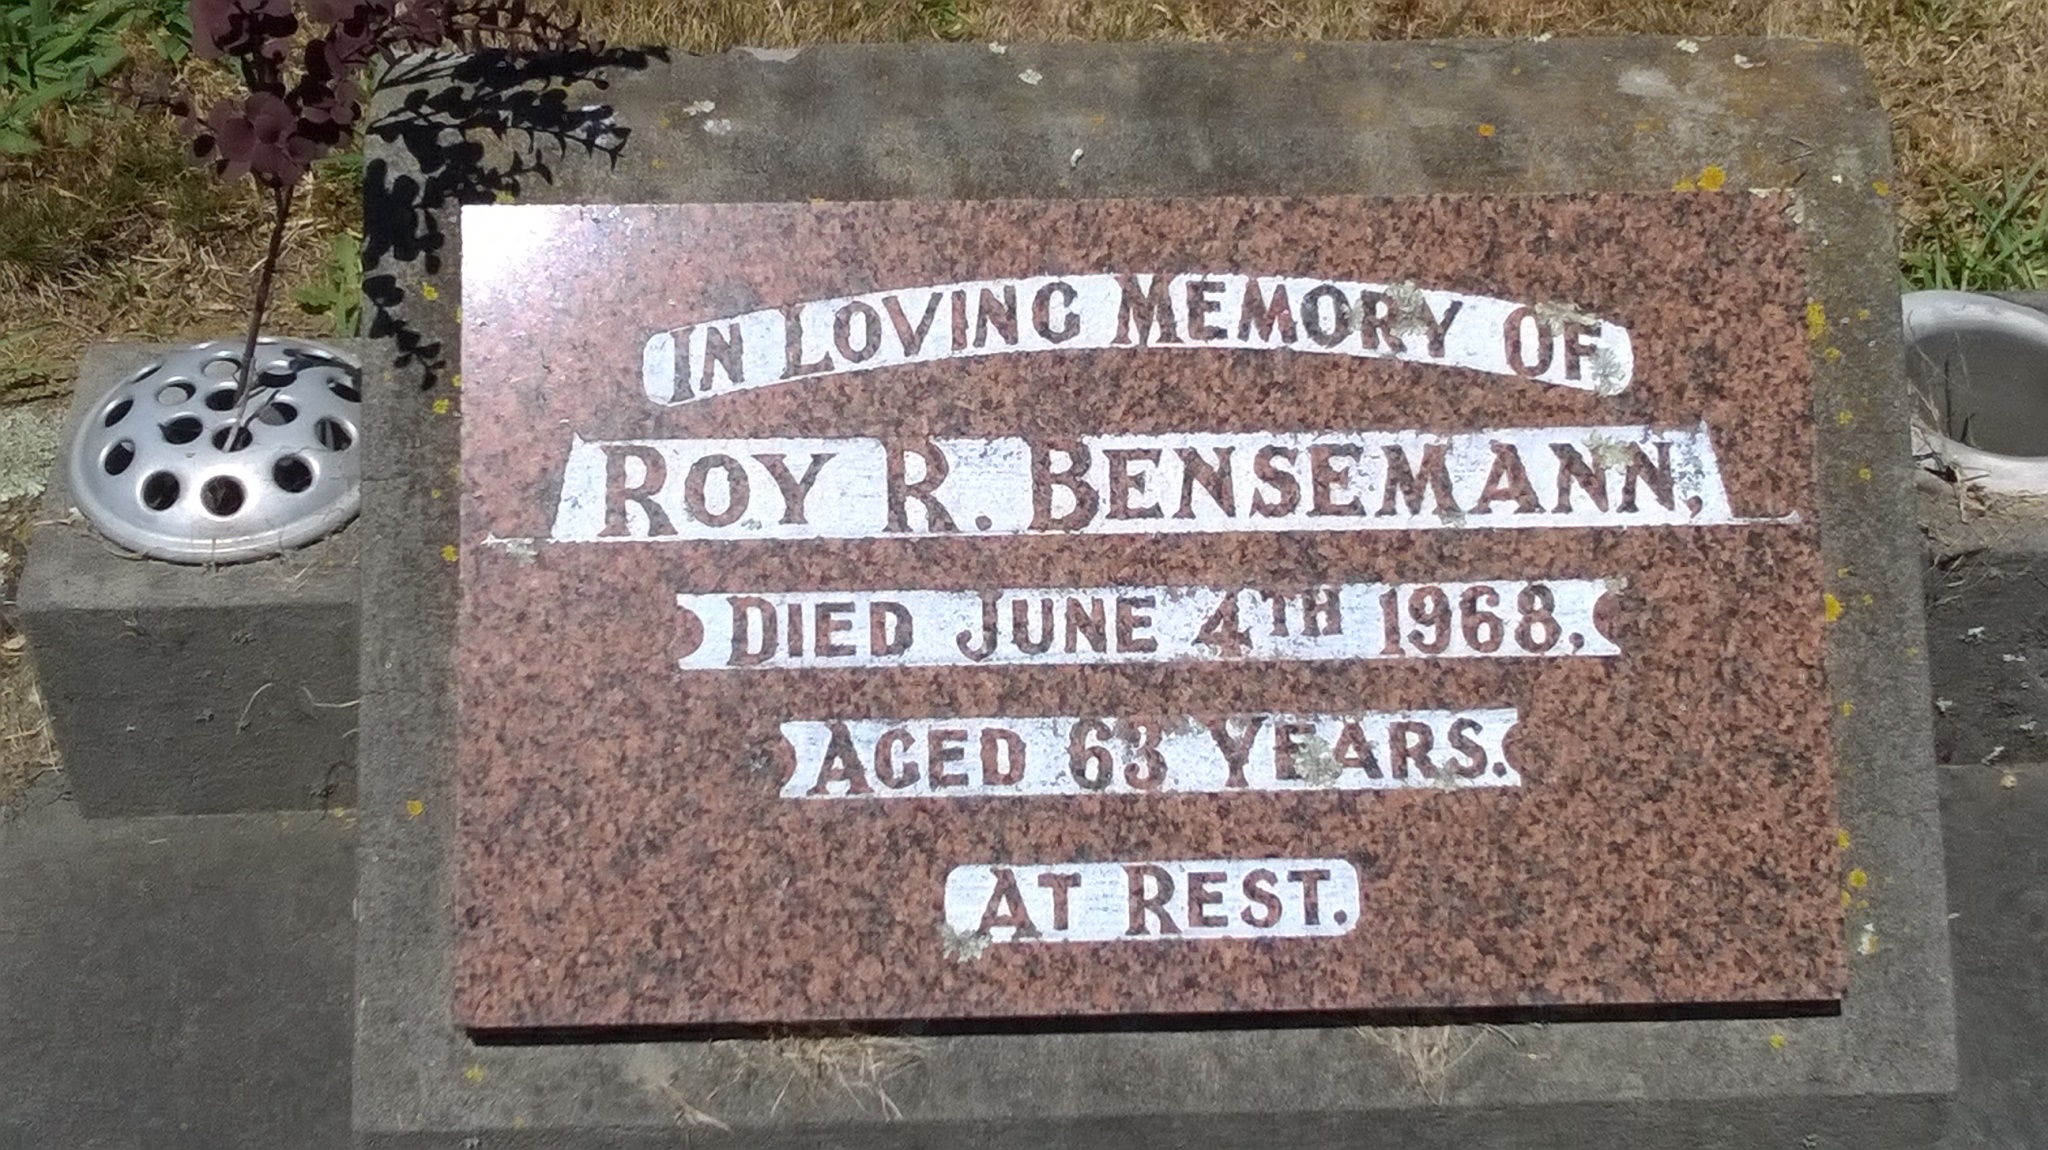 IN LOVING MEMORY OF
ROY R. BENSEMANN,
DIED JUNE 4TH 1968,
AGED 63 YEARS.
AT REST.